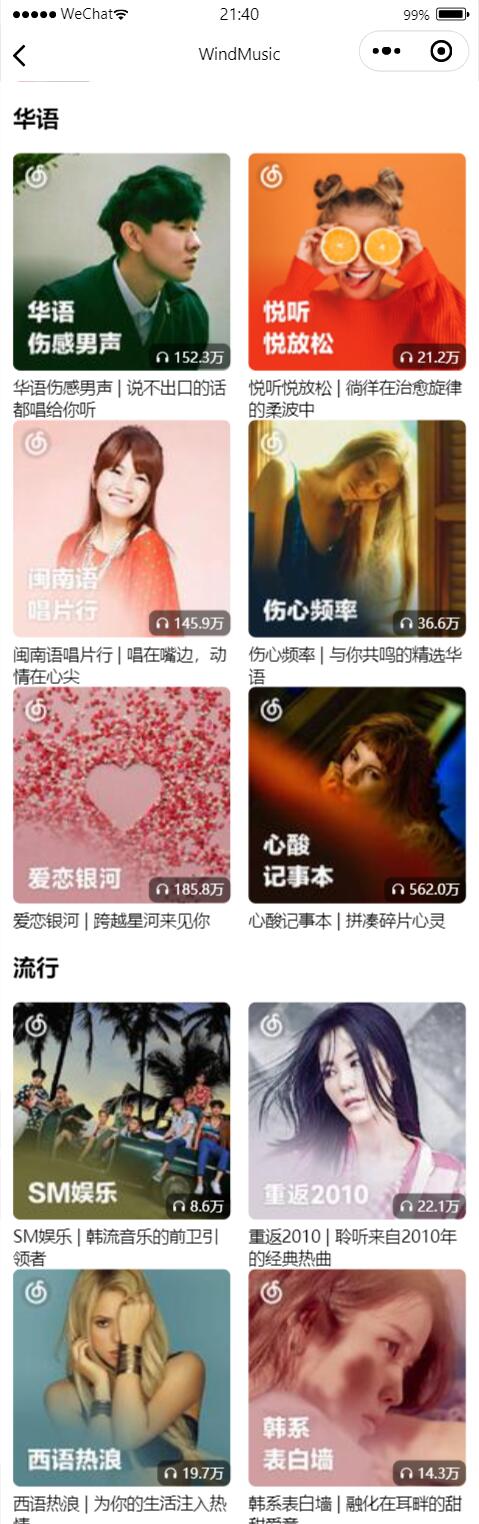 WeChat
21:40
99%
WindMusic
华语
华语
伤感男声
152.3万
悦听
悦放松
21.2万
华语伤感男声 | 说不出口的话
都唱给你听
悦听悦放松 | 徜徉在治愈旋律
的柔波中
闽南语
唱片行
145.9万
伤心频率
36.6万
闽南语唱片行 | 唱在嘴边，动
情在心尖
伤心频率 | 与你共鸣的精选华
语
爱恋银河
185.8万
心酸
记事本
562.0万
爱恋银河 | 跨越星河来见你
心酸记事本 | 拼凑碎片心灵
流行
SM娱乐
8.6万
重返2010
22.1万
SM娱乐 | 韩流音乐的前卫引
领者
重返2010 | 聆听来自2010年
的经典热曲
西语热浪
19.7万
韩系
表白墙
14.3万
西语热浪 | 为你的生活注入热
情
韩系表白墙 | 融化在耳畔的甜
甜爱意